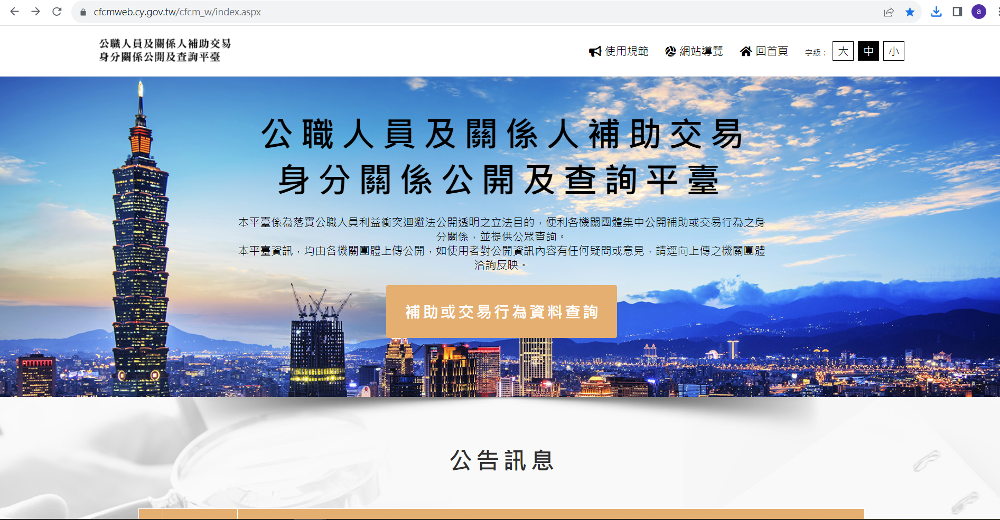 cfcmweb.cy.gov.tw/cfcm_w/index.aspx
a
公職人員及關係人補助交易
身分關係公開及查詢平臺
使用規範 網站導覽 回首頁 字級： 大 中 小
公職人員及關係人補助交易
身分關係公開及查詢平臺
本平臺係為落實公職人員利益衝突迴避法公開透明之立法目的，便利各機關團體集中公開補助或交易行為之身
分關係，並提供公眾查詢。
本平臺資訊，均由各機關團體上傳公開，如使用者對公開資訊內容有任何疑問或意見，請逕向上傳之機關團體
洽詢反映。
補助或交易行為資料查詢
公告訊息